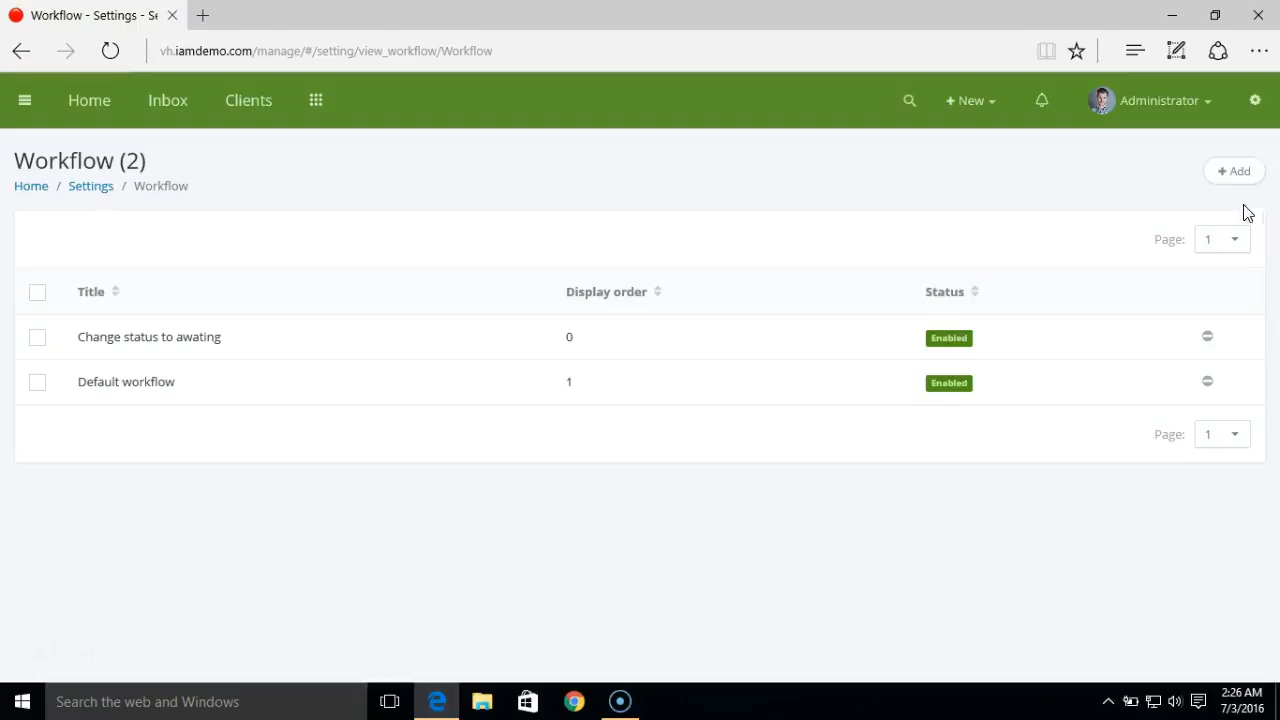 Workflow - Settings - Se
vh.iamdemo.com/manage/#/setting/view_workflow/Workflow
Home Inbox Clients + New Administrator
Workflow (2)
+ Add
Home / Settings / Workflow
Page: 1
Title Display order Status
Change status to awating 0 Enabled
Default workflow 1 Enabled
Page: 1
Search the web and Windows
2:26 AM
7/3/2016